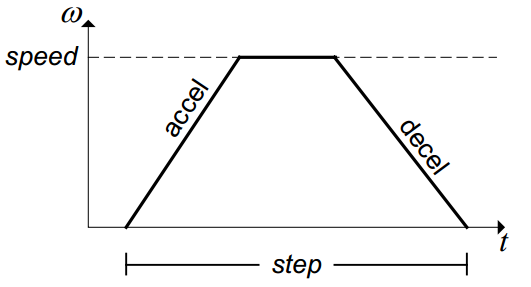 ω
speed
accel
decel
t
step